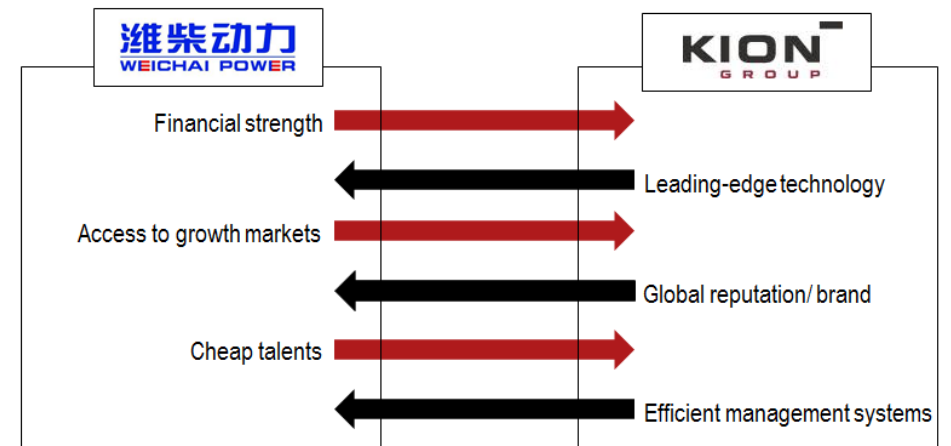 潍柴动力
WEICHAI POWER
KION
GROUP
Financial strength
Leading-edge technology
Access to growth markets
Global reputation/ brand
Cheap talents
Efficient management systems